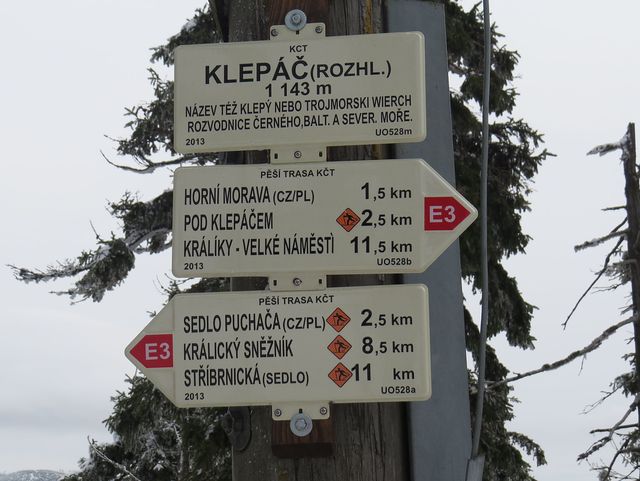 KČT
KLEPÁČ (ROZHL.)
1 143 m
NÁZEV TÉŽ KLEPÝ NEBO TROJMORSKI WIERCH
ROZVODNICE ČERNÉHO,BALT. A SEVER. MOŘE.
2013 UO528m
PĚŠÍ TRASA KČT
HORNÍ MORAVA (CZ/PL) 1,5 km
POD KLEPÁČEM 2,5 km
KRÁLÍKY - VELKÉ NÁMĚSTÌ 11,5 km
E3
2013 UO528b
PĚŠÍ TRASA KČT
SEDLO PUCHAČA (CZ/PL) 2,5 km
E3
KRÁLICKÝ SNĚŽNÍK 8,5 km
STŘÍBRNICKÁ (SEDLO) 11 km
2013 UO528a